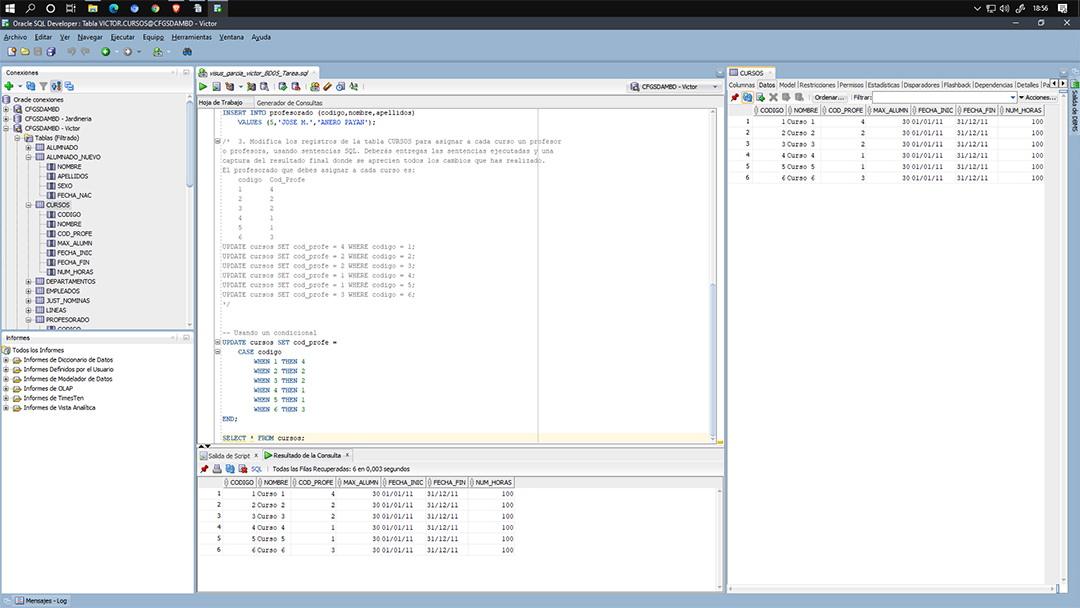 18:56
Oracle SQL Developer : Tabla VICTOR.CURSOS@CFGSDAMBD - Victor
Archivo Editar Ver Navegar Ejecutar Equipo Herramientas Ventana Ayuda
Conexiones
Oracle conexiones
CFGSDAMBD
CFGSDAMBD - Jardineria
CFGSDAMBD - Victor
Tablas (Filtrado)
ALUMNADO
ALUMNADO_NUEVO
NOMBRE
APELLIDOS
SEXO
FECHA_NAC
CURSOS
CODIGO
NOMBRE
COD_PROFE
MAX_ALUMN
FECHA_INIC
FECHA_FIN
NUM_HORAS
DEPARTAMENTOS
EMPLEADOS
JUST_NOMINAS
LINEAS
PROFESORADO
CODIGO
Informes
Todos los Informes
Informes de Diccionario de Datos
Informes Definidos por el Usuario
Informes de Modelador de Datos
Informes de OLAP
Informes de TimesTen
Informes de Vista Analítica
Mensajes - Log
visus_garcia_victor_BD05_Tarea.sql
CFGSDAMBD - Victor
Hoja de Trabajo Generador de Consultas
INSERT INTO profesorado (codigo,nombre,apellidos)
VALUES (5,'JOSE M.','ANERO PAYAN');
/* 3. Modifica los registros de la tabla CURSOS para asignar a cada curso un profesor
o profesora, usando sentencias SQL. Deberás entregas las sentencias ejecutadas y una
captura del resultado final donde se aprecien todos los cambios que has realizado.
El profesorado que debes asignar a cada curso es:
codigo Cod_Profe
1 4
2 2
3 2
4 1
5 1
6 3
UPDATE cursos SET cod_profe = 4 WHERE codigo = 1;
UPDATE cursos SET cod_profe = 2 WHERE codigo = 2;
UPDATE cursos SET cod_profe = 2 WHERE codigo = 3;
UPDATE cursos SET cod_profe = 1 WHERE codigo = 4;
UPDATE cursos SET cod_profe = 1 WHERE codigo = 5;
UPDATE cursos SET cod_profe = 3 WHERE codigo = 6;
*/
-- Usando un condicional
UPDATE cursos SET cod_profe =
CASE codigo
WHEN 1 THEN 4
WHEN 2 THEN 2
WHEN 3 THEN 2
WHEN 4 THEN 1
WHEN 5 THEN 1
WHEN 6 THEN 3
END;
SELECT * FROM cursos;
Salida de Script x Resultado de la Consulta x
SQL | Todas las Filas Recuperadas: 6 en 0,003 segundos
CODIGO NOMBRE COD_PROFE MAX_ALUMN FECHA_INIC FECHA_FIN NUM_HORAS
1 1 Curso 1 4 30 01/01/11 31/12/11 100
2 2 Curso 2 2 30 01/01/11 31/12/11 100
3 3 Curso 3 2 30 01/01/11 31/12/11 100
4 4 Curso 4 1 30 01/01/11 31/12/11 100
5 5 Curso 5 1 30 01/01/11 31/12/11 100
6 6 Curso 6 3 30 01/01/11 31/12/11 100
CURSOS
Columnas Datos Model Restricciones Permisos Estadísticas Disparadores Flashback Dependencias Detalles Pa
Ordenar... Filtrar: Acciones...
CODIGO NOMBRE COD_PROFE MAX_ALUMN FECHA_INIC FECHA_FIN NUM_HORAS
1 1 Curso 1 4 30 01/01/11 31/12/11 100
2 2 Curso 2 2 30 01/01/11 31/12/11 100
3 3 Curso 3 2 30 01/01/11 31/12/11 100
4 4 Curso 4 1 30 01/01/11 31/12/11 100
5 5 Curso 5 1 30 01/01/11 31/12/11 100
6 6 Curso 6 3 30 01/01/11 31/12/11 100
Salida de DBMS